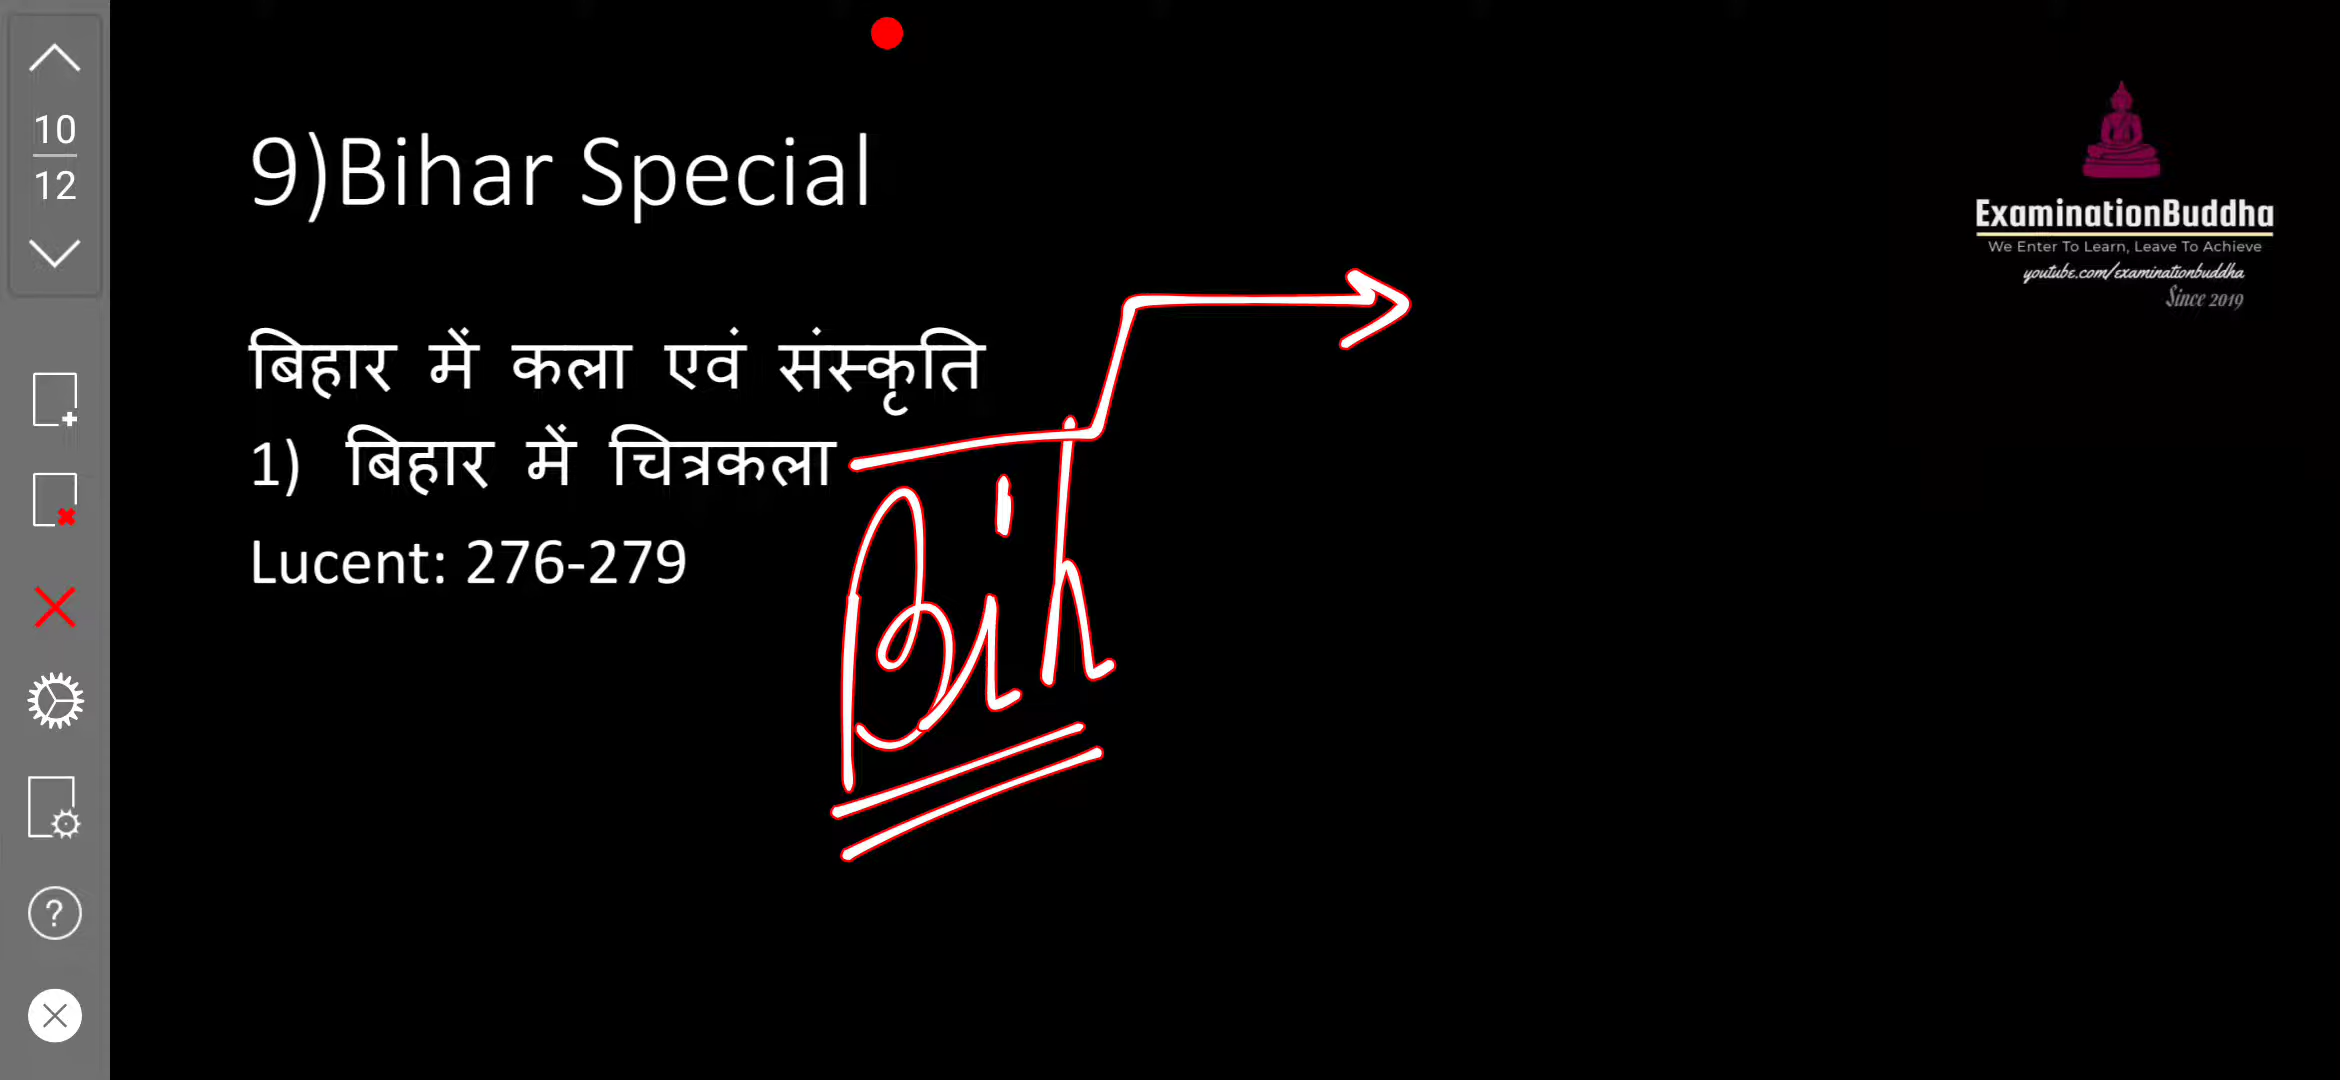 10
12
9)Bihar Special
बिहार में कला एवं संस्कृति
1) बिहार में चित्रकला
Lucent: 276-279
Bih
ExaminationBuddha
We Enter To Learn, Leave To Achieve
youtube.com/examinationbuddha
Since 2019
?